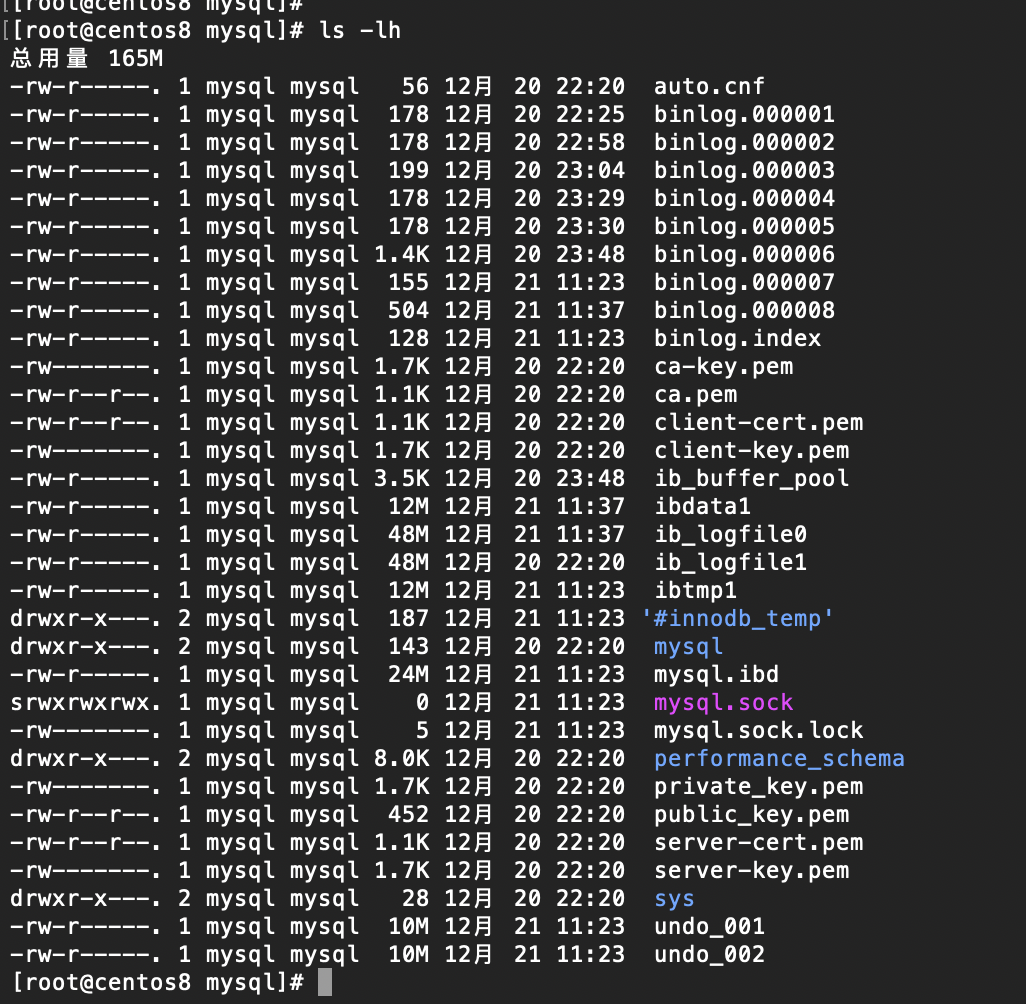 [[root@centos8 mysql]#
[[root@centos8 mysql]# ls -lh
总用量 165M
-rw-r-----. 1 mysql mysql   56 12月  20 22:20  auto.cnf
-rw-r-----. 1 mysql mysql  178 12月  20 22:25  binlog.000001
-rw-r-----. 1 mysql mysql  178 12月  20 22:58  binlog.000002
-rw-r-----. 1 mysql mysql  199 12月  20 23:04  binlog.000003
-rw-r-----. 1 mysql mysql  178 12月  20 23:29  binlog.000004
-rw-r-----. 1 mysql mysql  178 12月  20 23:30  binlog.000005
-rw-r-----. 1 mysql mysql 1.4K 12月  20 23:48  binlog.000006
-rw-r-----. 1 mysql mysql  155 12月  21 11:23  binlog.000007
-rw-r-----. 1 mysql mysql  504 12月  21 11:37  binlog.000008
-rw-r-----. 1 mysql mysql  128 12月  21 11:23  binlog.index
-rw-------. 1 mysql mysql 1.7K 12月  20 22:20  ca-key.pem
-rw-r--r--. 1 mysql mysql 1.1K 12月  20 22:20  ca.pem
-rw-r--r--. 1 mysql mysql 1.1K 12月  20 22:20  client-cert.pem
-rw-------. 1 mysql mysql 1.7K 12月  20 22:20  client-key.pem
-rw-r-----. 1 mysql mysql 3.5K 12月  20 23:48  ib_buffer_pool
-rw-r-----. 1 mysql mysql  12M 12月  21 11:37  ibdata1
-rw-r-----. 1 mysql mysql  48M 12月  21 11:37  ib_logfile0
-rw-r-----. 1 mysql mysql  48M 12月  20 22:20  ib_logfile1
-rw-r-----. 1 mysql mysql  12M 12月  21 11:23  ibtmp1
drwxr-x---. 2 mysql mysql  187 12月  21 11:23 '#innodb_temp'
drwxr-x---. 2 mysql mysql  143 12月  20 22:20  mysql
-rw-r-----. 1 mysql mysql  24M 12月  21 11:23  mysql.ibd
srwxrwxrwx. 1 mysql mysql    0 12月  21 11:23  mysql.sock
-rw-------. 1 mysql mysql    5 12月  21 11:23  mysql.sock.lock
drwxr-x---. 2 mysql mysql 8.0K 12月  20 22:20  performance_schema
-rw-------. 1 mysql mysql 1.7K 12月  20 22:20  private_key.pem
-rw-r--r--. 1 mysql mysql  452 12月  20 22:20  public_key.pem
-rw-r--r--. 1 mysql mysql 1.1K 12月  20 22:20  server-cert.pem
-rw-------. 1 mysql mysql 1.7K 12月  20 22:20  server-key.pem
drwxr-x---. 2 mysql mysql   28 12月  20 22:20  sys
-rw-r-----. 1 mysql mysql  10M 12月  21 11:23  undo_001
-rw-r-----. 1 mysql mysql  10M 12月  21 11:23  undo_002
[root@centos8 mysql]#